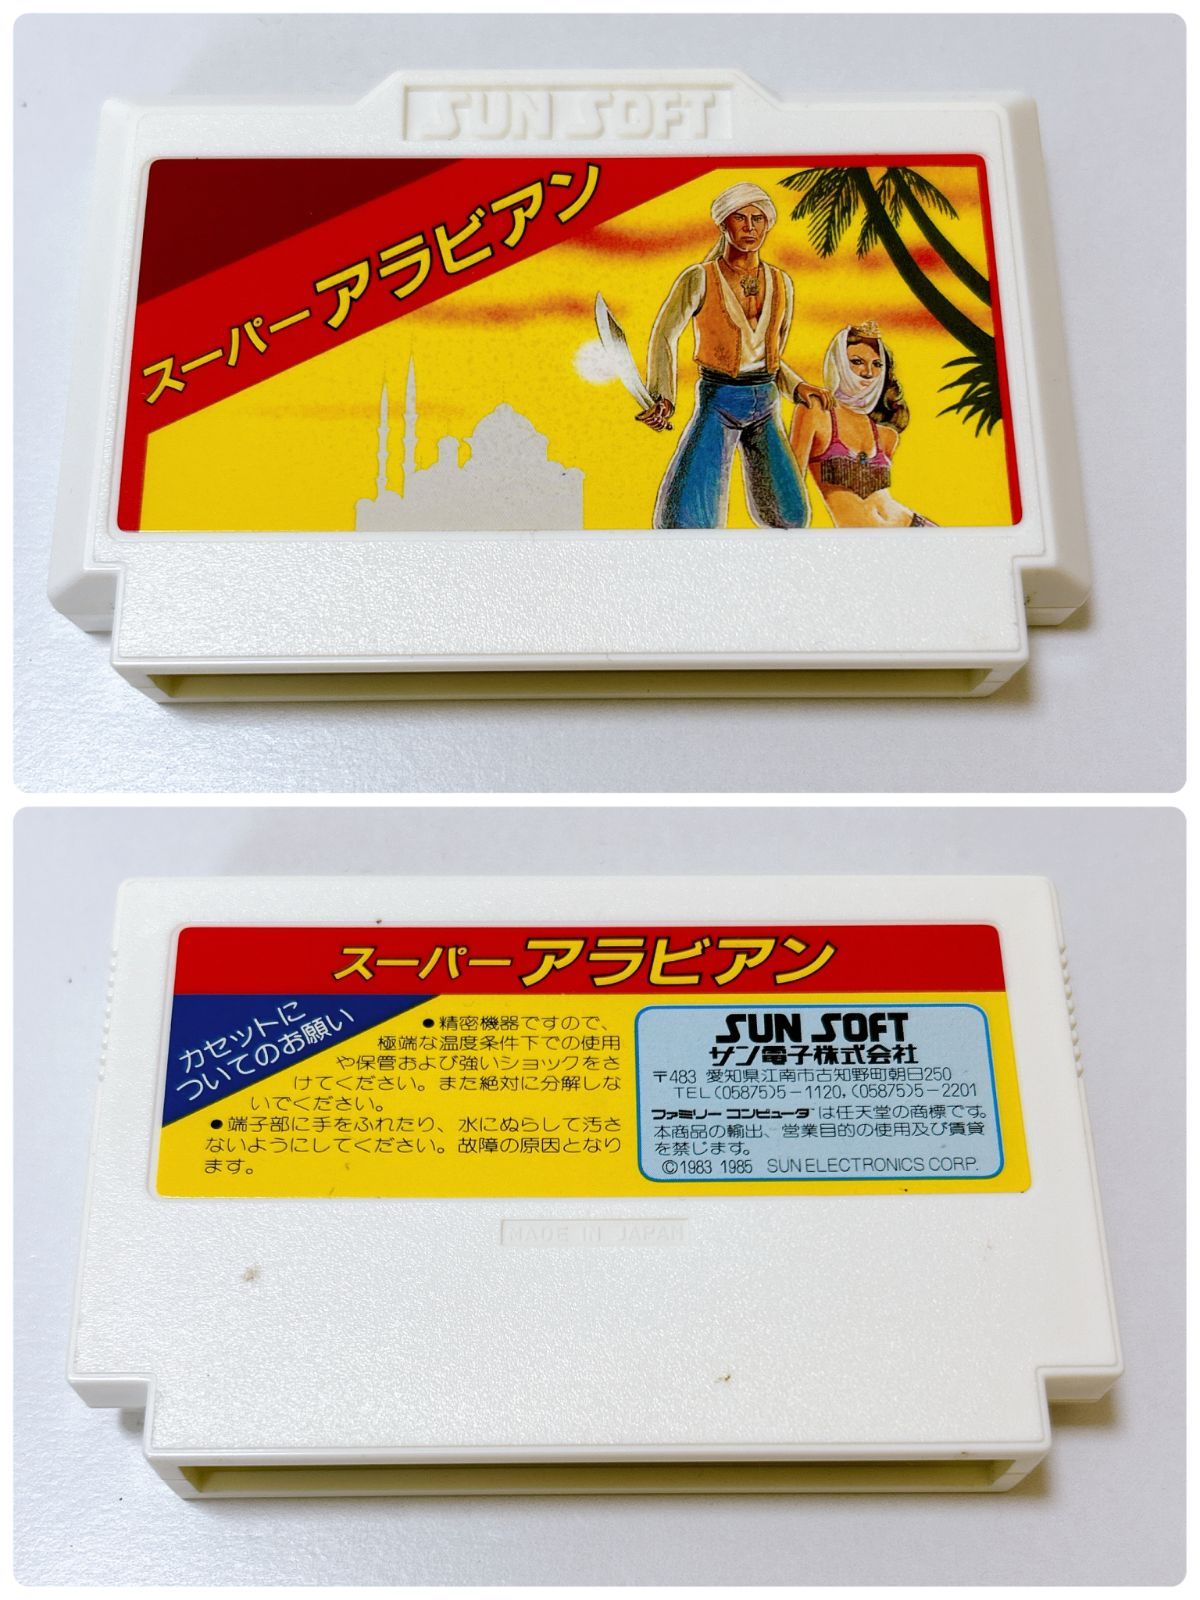 SUN SOFT
スーパーアラビアン
スーパーアラビアン
カセットに
ついてのお願い
●精密機器ですので、
極端な温度条件下での使用
や保管および強いショックをさ
けてください。また絶対に分解しな
いでください。
●端子部に手をふれたり、水にぬらして汚さ
ないようにしてください。故障の原因となり
ます。
SUN SOFT
サン電子株式会社
〒483 愛知県江南市古知野町朝日250
TEL(05875)5-1120,(05875)5-2201
ファミリーコンピュータは任天堂の商標です。
本商品の輸出、営業目的の使用及び賃貸
を禁じます。
©1983 1985 SUN ELECTRONICS CORP.
MADE IN JAPAN